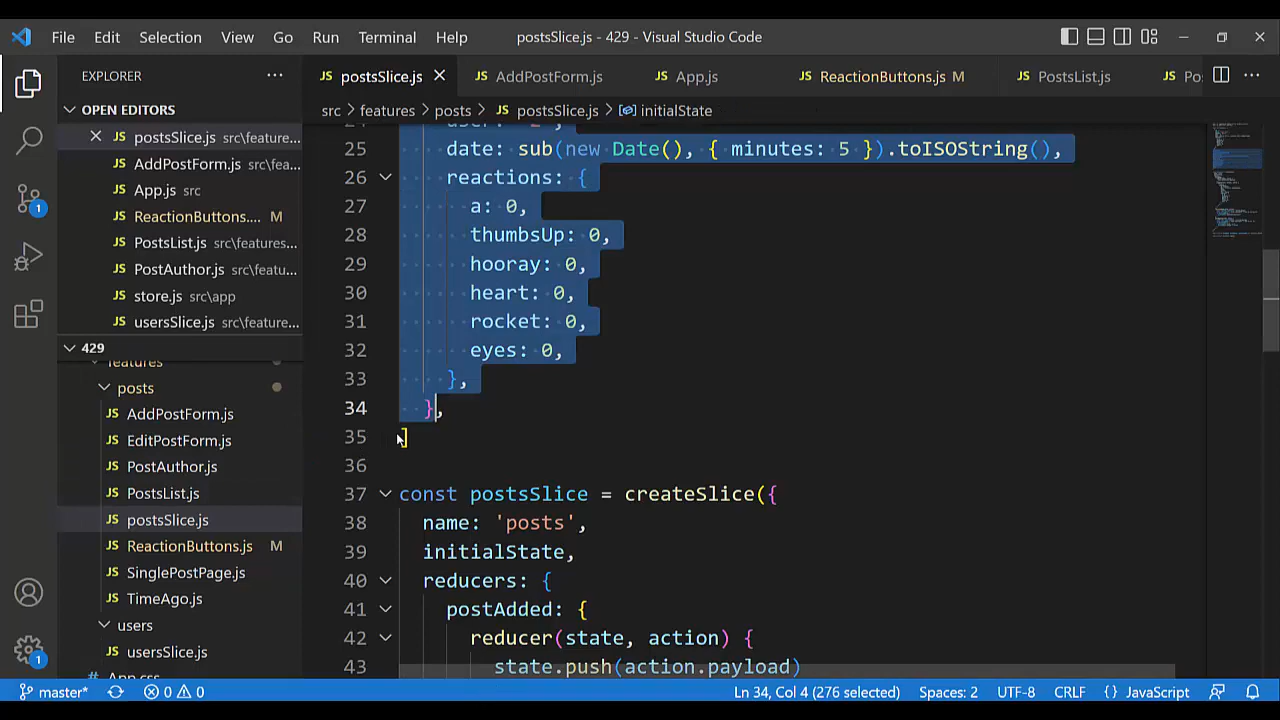 File Edit Selection View Go Run Terminal Help postsSlice.js - 429 - Visual Studio Code
EXPLORER
OPEN EDITORS
postsSlice.js src\feature...
AddPostForm.js src\fea...
App.js src
ReactionButtons.... M
PostsList.js src\features...
PostAuthor.js src\featu...
store.js src\app
usersSlice.js src\feature...
429
features
posts
AddPostForm.js
EditPostForm.js
PostAuthor.js
PostsList.js
postsSlice.js
ReactionButtons.js M
SinglePostPage.js
TimeAgo.js
users
usersSlice.js
App.css
postsSlice.js AddPostForm.js App.js ReactionButtons.js M PostsList.js
src > features > posts > postsSlice.js > initialState
25 date: sub(new Date(), { minutes: 5 }).toISOString(),
26 reactions: {
27 a: 0,
28 thumbsUp: 0,
29 hooray: 0,
30 heart: 0,
31 rocket: 0,
32 eyes: 0,
33 },
34 },
35 ]
36
37 const postsSlice = createSlice({
38 name: 'posts',
39 initialState,
40 reducers: {
41 postAdded: {
42 reducer(state, action) {
43 state.push(action.payload)
master* 0 0 Ln 34, Col 4 (276 selected) Spaces: 2 UTF-8 CRLF {} JavaScript